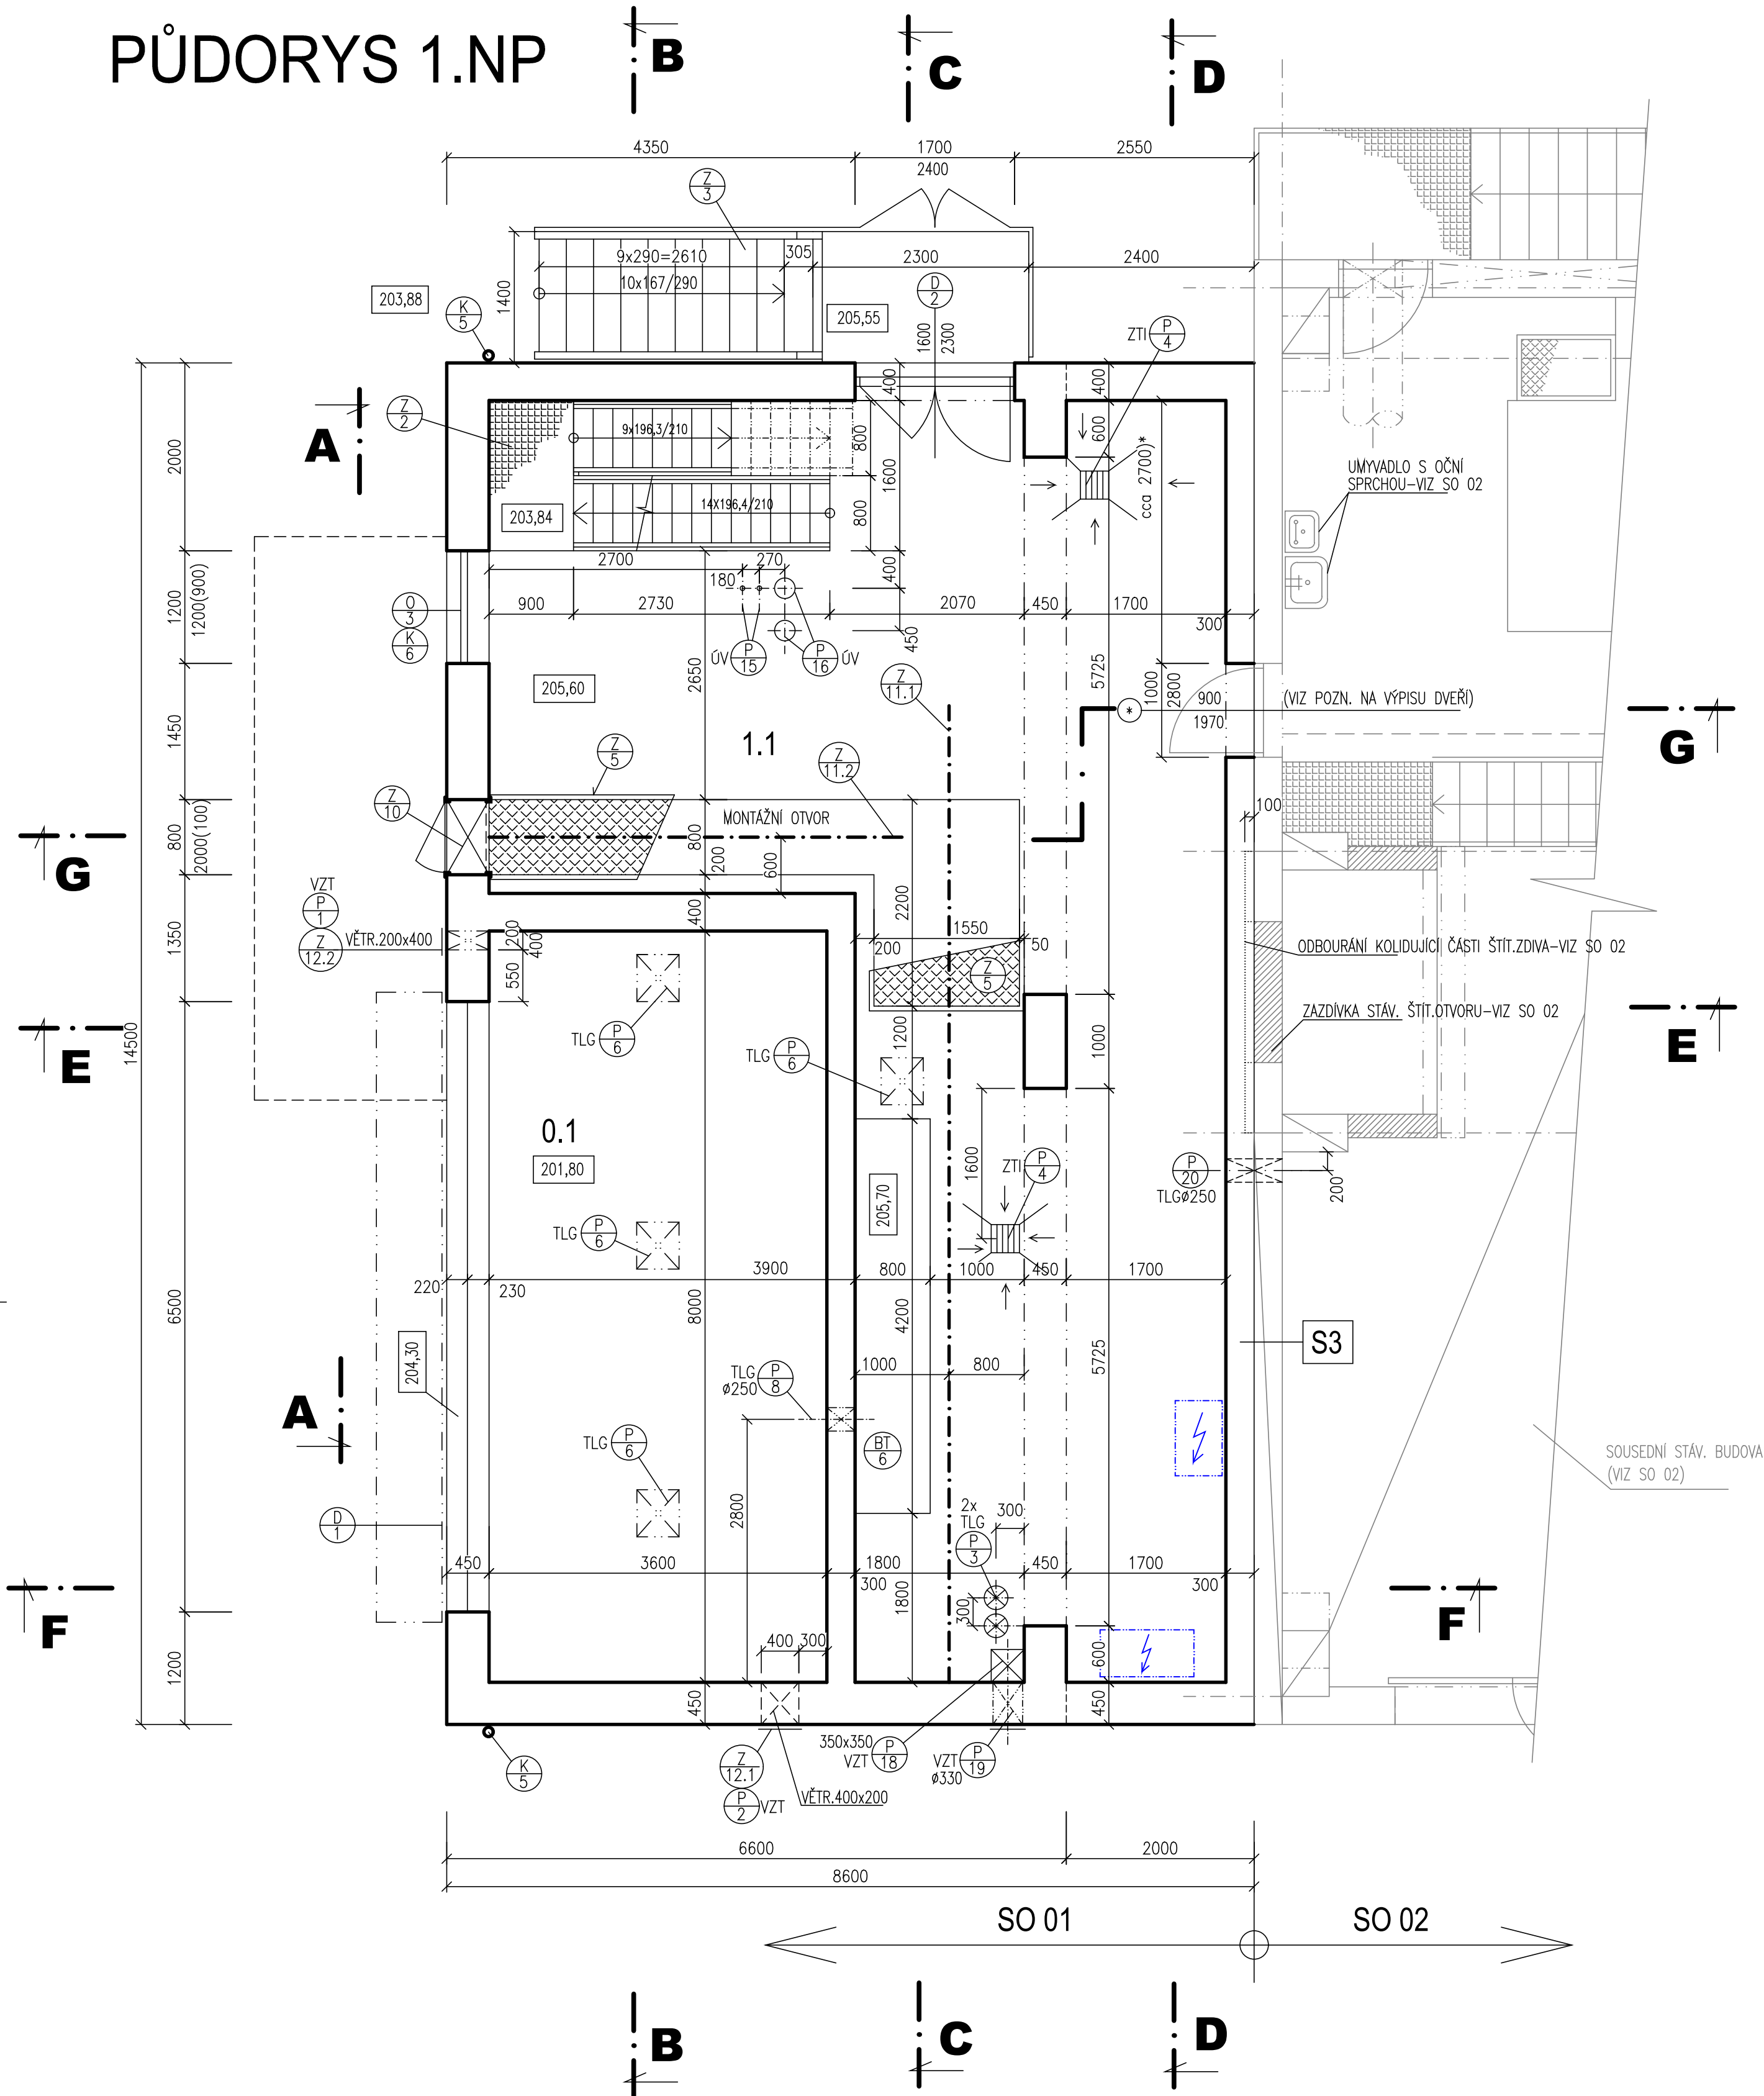 PŮDORYS 1.NP
B
C
D
4350
1700
2400
2550
Z
3
9x290=2610
305
2300
2400
10x167/290
1400
203,88
K
5
205,55
D
2
1600
2300
ZTI
P
4
A
Z
2
400
400
600
cca 2700)*
2000
9x196,3/210
800
1600
800
14X196,4/210
203,84
UMYVADLO S OČNÍ
SPRCHOU-VIZ SO 02
2700
270
180
400
1200
1200(900)
O
3
K
6
900
2730
2070
450
1700
300
450
ÚV
P
15
P
16
ÚV
205,60
2650
Z
11.1
5725
1000
2800
900
1970
*
(VIZ POZN. NA VÝPISU DVEŘÍ)
G
1450
1.1
Z
5
Z
11.2
Z
10
MONTÁŽNÍ OTVOR
100
G
800
2000(100)
800
200
600
2200
VZT
P
1
Z
12.2
VĚTR.200x400
1350
200
400
550
400
1550
200
50
Z
5
ODBOURÁNÍ KOLIDUJÍCÍ ČÁSTI ŠTÍT.ZDIVA-VIZ SO 02
ZAZDÍVKA STÁV. ŠTÍT.OTVORU-VIZ SO 02
E
E
14500
TLG
P
6
TLG
P
6
1200
1000
0.1
201,80
1600
ZTI
P
4
P
20
TLGø250
200
205,70
TLG
P
6
220
230
3900
800
1000
450
1700
6500
8000
4200
5725
204,30
S3
A
TLG
ø250
P
8
1000
800
TLG
P
6
BT
6
SOUSEDNÍ STÁV. BUDOVA
(VIZ SO 02)
D
1
2800
2x
TLG
P
3
300
450
3600
1800
300
450
1700
300
F
1800
300
F
1200
400
300
600
450
450
K
5
Z
12.1
P
2
VZT
VĚTR.400x200
350x350
VZT
P
18
VZT
ø330
P
19
6600
2000
8600
SO 01
SO 02
B
C
D